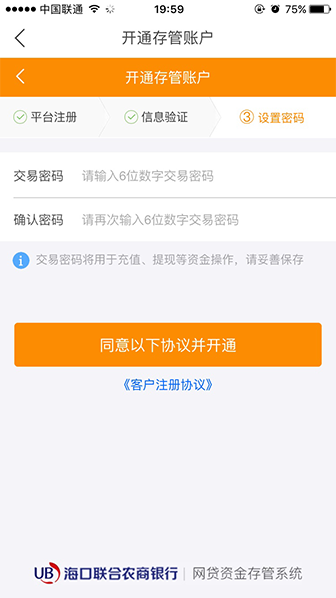 中国联通 19:59 75%
开通存管账户
开通存管账户
平台注册 信息验证 3 设置密码
交易密码 请输入6位数字交易密码
确认密码 请再次输入6位数字交易密码
i 交易密码将用于充值、提现等资金操作，请妥善保存
同意以下协议并开通
《客户注册协议》
UB 海口联合农商银行 | 网贷资金存管系统